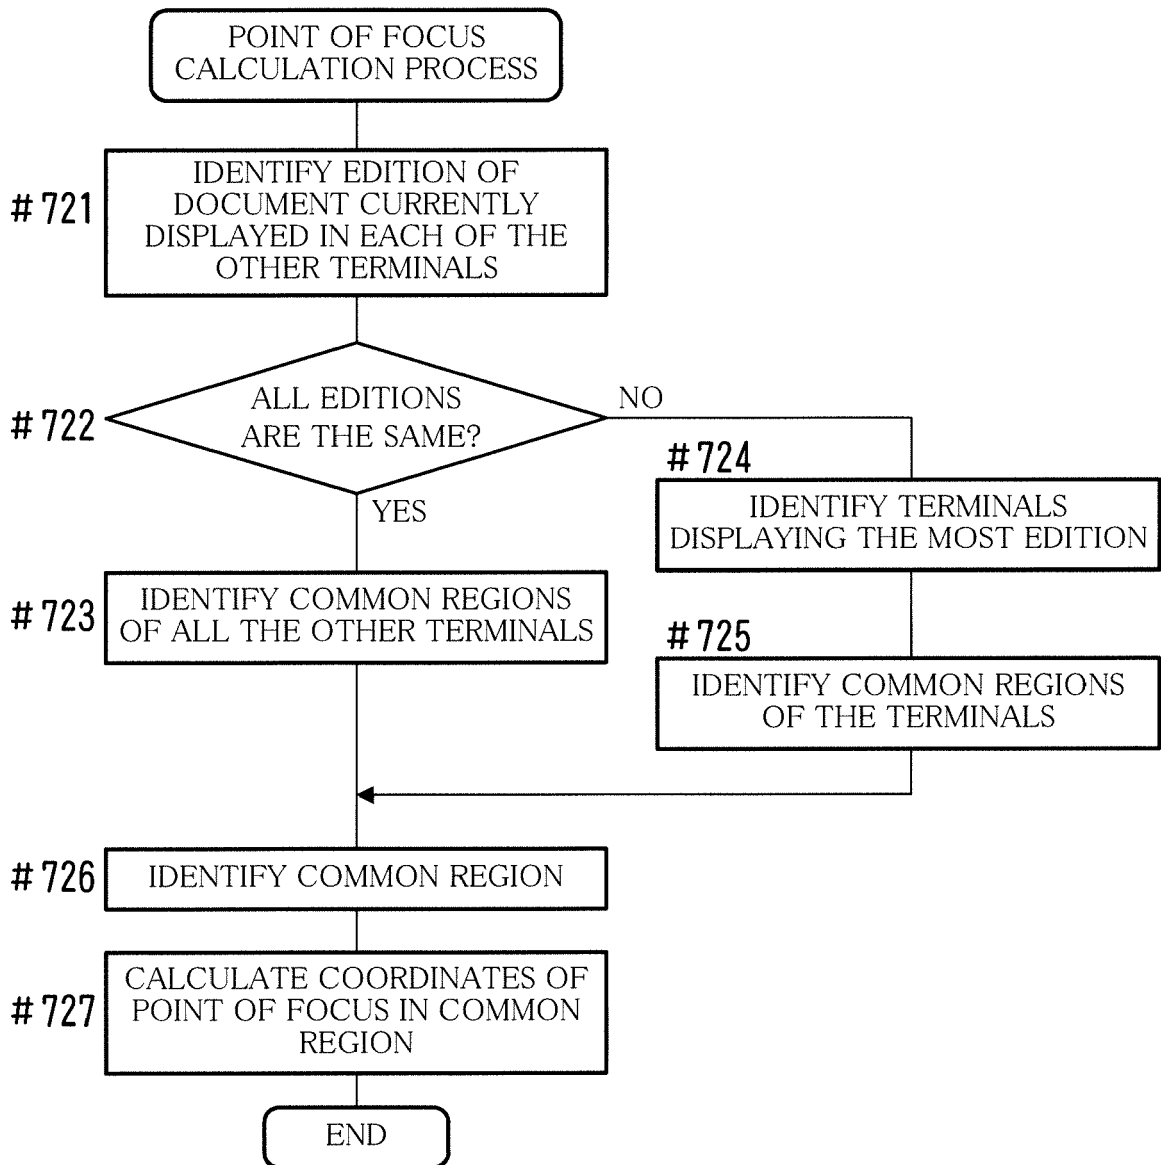 POINT OF FOCUS
CALCULATION PROCESS
#721
IDENTIFY EDITION OF
DOCUMENT CURRENTLY
DISPLAYED IN EACH OF THE
OTHER TERMINALS
#722
ALL EDITIONS
ARE THE SAME?
NO
YES
#724
IDENTIFY TERMINALS
DISPLAYING THE MOST EDITION
#723
IDENTIFY COMMON REGIONS
OF ALL THE OTHER TERMINALS
#725
IDENTIFY COMMON REGIONS
OF THE TERMINALS
#726
IDENTIFY COMMON REGION
#727
CALCULATE COORDINATES OF
POINT OF FOCUS IN COMMON
REGION
END